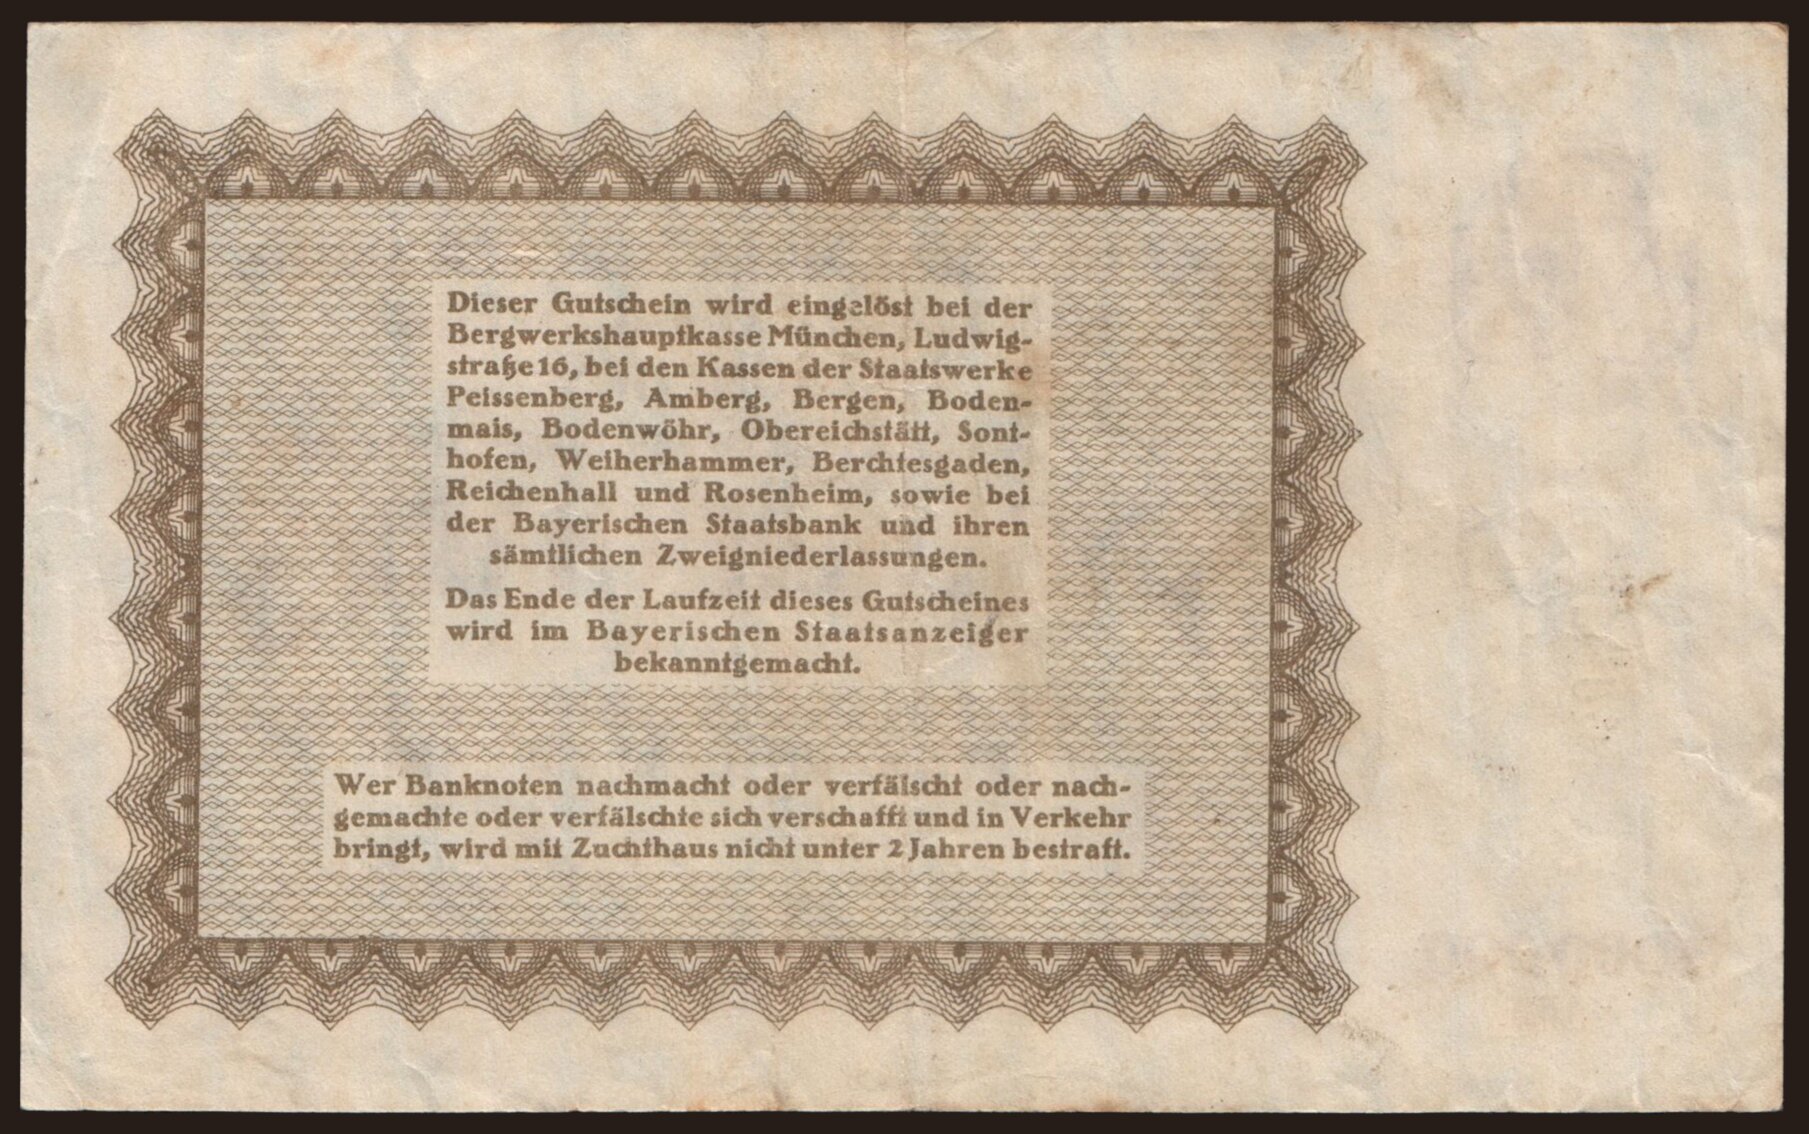 Dieser Gutschein wird eingelöst bei der
Bergwerkshauptkasse München, Ludwig-
straße 16, bei den Kassen der Staatswerke
Peissenberg, Amberg, Bergen, Boden-
mais, Bodenwöhr, Obereichstätt, Sont-
hofen, Weiherhammer, Berchtesgaden,
Reichenhall und Rosenheim, sowie bei
der Bayerischen Staatsbank und ihren
sämtlichen Zweigniederlassungen.
Das Ende der Laufzeit dieses Gutscheines
wird im Bayerischen Staatsanzeiger
bekanntgemacht.
Wer Banknoten nachmacht oder verfälscht oder nach-
gemachte oder verfälschte sich verschafft und in Verkehr
bringt, wird mit Zuchthaus nicht unter 2 Jahren bestraft.